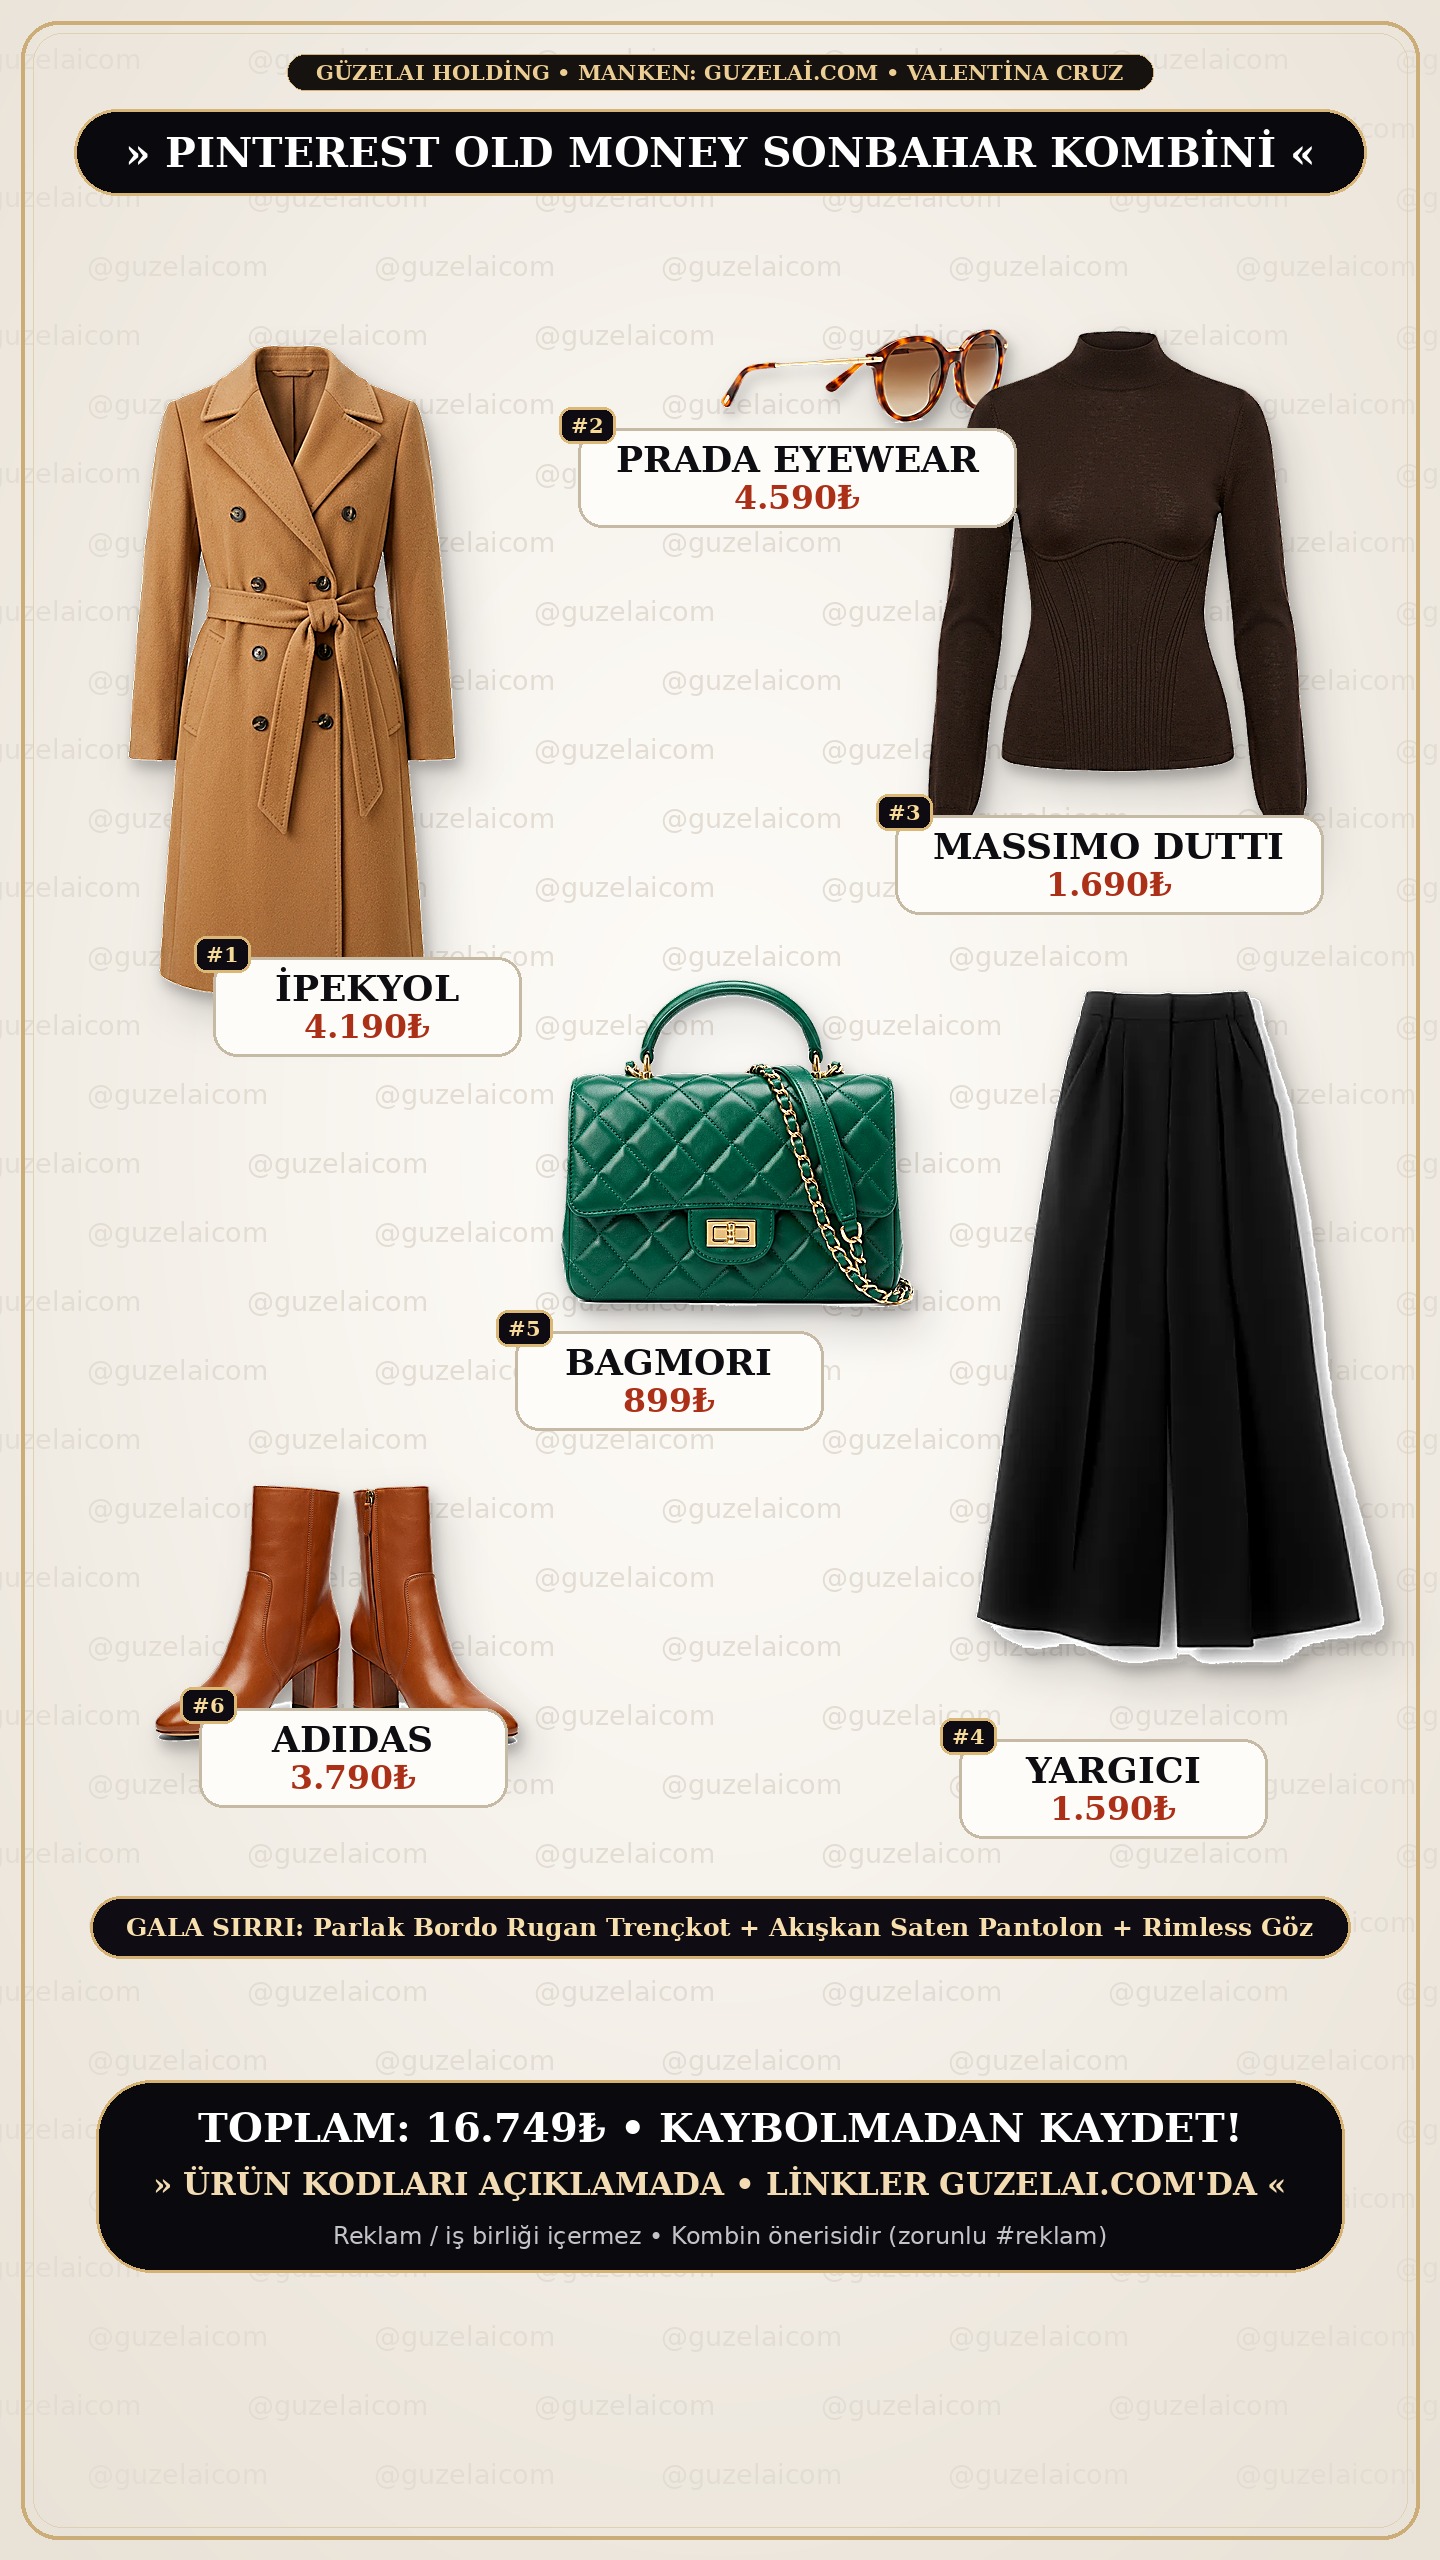 GÜZELAI HOLDİNG • MANKEN: GUZELAİ.COM • VALENTİNA CRUZ
» PINTEREST OLD MONEY SONBAHAR KOMBİNİ «
#2
PRADA EYEWEAR
4.590₺
#3
MASSIMO DUTTI
1.690₺
#1
İPEKYOL
4.190₺
#5
BAGMORI
899₺
#6
ADIDAS
3.790₺
#4
YARGICI
1.590₺
GALA SIRRI: Parlak Bordo Rugan Trençkot + Akışkan Saten Pantolon + Rimless Göz
TOPLAM: 16.749₺ • KAYBOLMADAN KAYDET!
» ÜRÜN KODLARI AÇIKLAMADA • LİNKLER GUZELAI.COM'DA «
Reklam / iş birliği içermez • Kombin önerisidir (zorunlu #reklam)
@guzelaicom